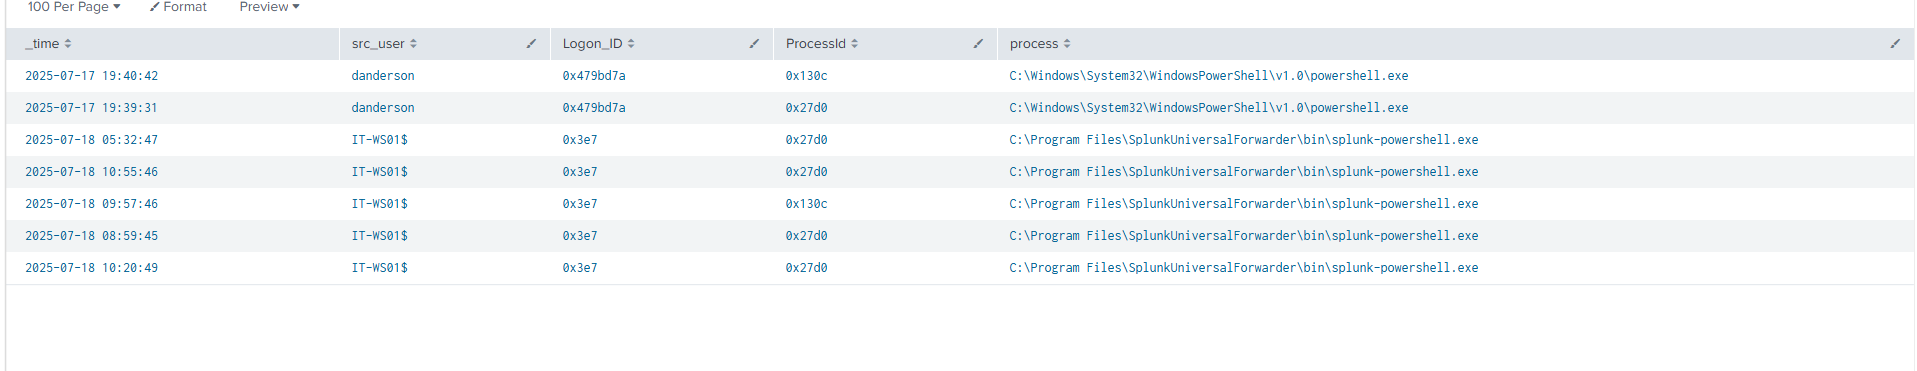 100 Per Page Format Preview
_time src_user Logon_ID ProcessId process
2025-07-17 19:40:42 danderson 0x479bd7a 0x130c C:\Windows\System32\WindowsPowerShell\v1.0\powershell.exe
2025-07-17 19:39:31 danderson 0x479bd7a 0x27d0 C:\Windows\System32\WindowsPowerShell\v1.0\powershell.exe
2025-07-18 05:32:47 IT-WS01$ 0x3e7 0x27d0 C:\Program Files\SplunkUniversalForwarder\bin\splunk-powershell.exe
2025-07-18 10:55:46 IT-WS01$ 0x3e7 0x27d0 C:\Program Files\SplunkUniversalForwarder\bin\splunk-powershell.exe
2025-07-18 09:57:46 IT-WS01$ 0x3e7 0x130c C:\Program Files\SplunkUniversalForwarder\bin\splunk-powershell.exe
2025-07-18 08:59:45 IT-WS01$ 0x3e7 0x27d0 C:\Program Files\SplunkUniversalForwarder\bin\splunk-powershell.exe
2025-07-18 10:20:49 IT-WS01$ 0x3e7 0x27d0 C:\Program Files\SplunkUniversalForwarder\bin\splunk-powershell.exe